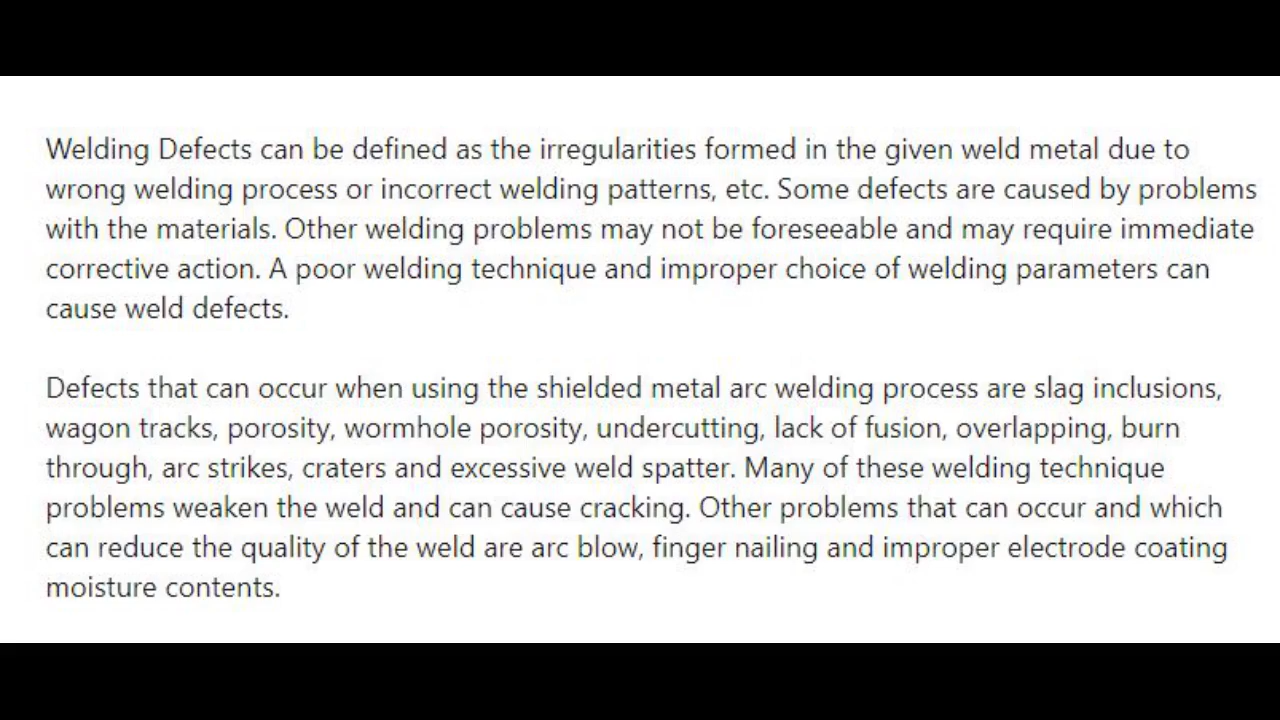 Welding Defects can be defined as the irregularities formed in the given weld metal due to
wrong welding process or incorrect welding patterns, etc. Some defects are caused by problems
with the materials. Other welding problems may not be foreseeable and may require immediate
corrective action. A poor welding technique and improper choice of welding parameters can
cause weld defects.
Defects that can occur when using the shielded metal arc welding process are slag inclusions,
wagon tracks, porosity, wormhole porosity, undercutting, lack of fusion, overlapping, burn
through, arc strikes, craters and excessive weld spatter. Many of these welding technique
problems weaken the weld and can cause cracking. Other problems that can occur and which
can reduce the quality of the weld are arc blow, finger nailing and improper electrode coating
moisture contents.